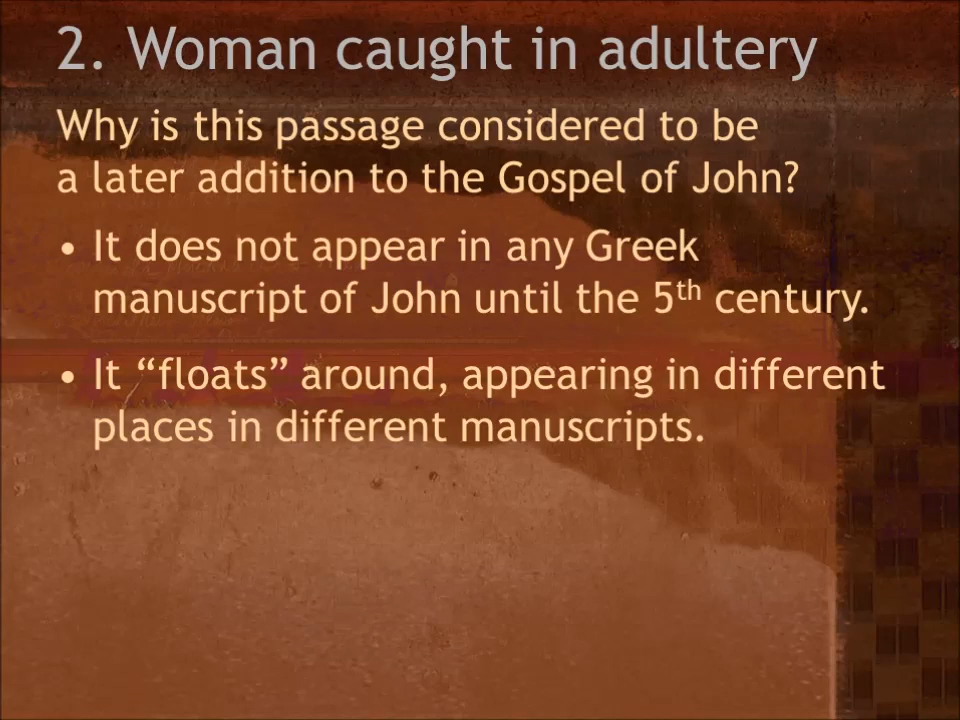 2. Woman caught in adultery
Why is this passage considered to be
a later addition to the Gospel of John?
• It does not appear in any Greek
manuscript of John until the 5th century.
• It “floats” around, appearing in different
places in different manuscripts.